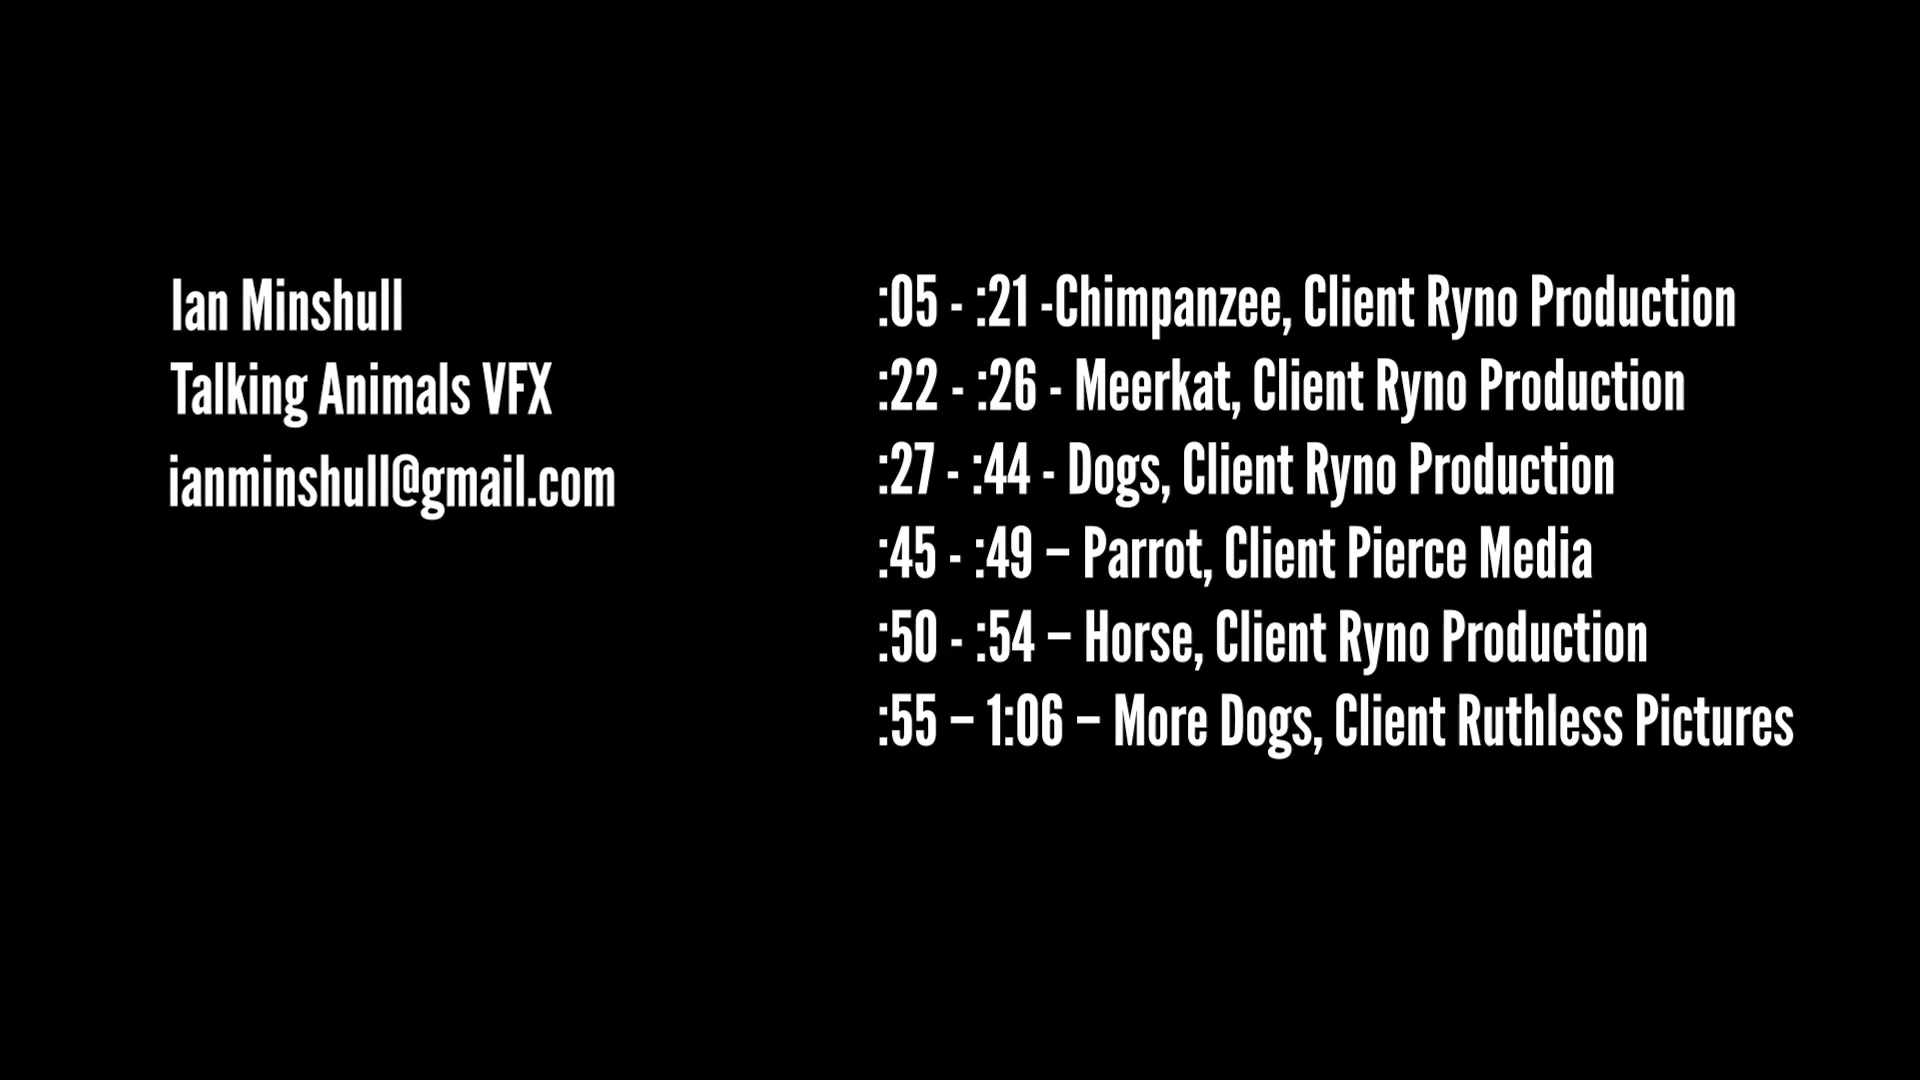 Ian Minshull
Talking Animals VFX
ianminshull@gmail.com
:05 - :21 -Chimpanzee, Client Ryno Production
:22 - :26 - Meerkat, Client Ryno Production
:27 - :44 - Dogs, Client Ryno Production
:45 - :49 – Parrot, Client Pierce Media
:50 - :54 – Horse, Client Ryno Production
:55 – 1:06 – More Dogs, Client Ruthless Pictures